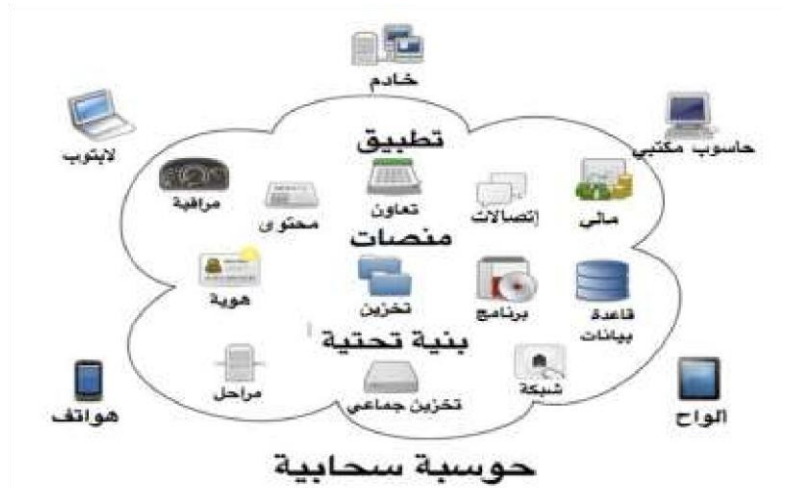 خادم
حاسوب مكتبي
لابتوب
تطبيق
مالي
إتصالات
تعاون
محتوى
مراقبة
منصات
قاعدة
بيانات
برنامج
تخزين
هوية
بنية تحتية
شبكة
تخزين جماعي
مراحل
الواح
هواتف
حوسبة سحابية